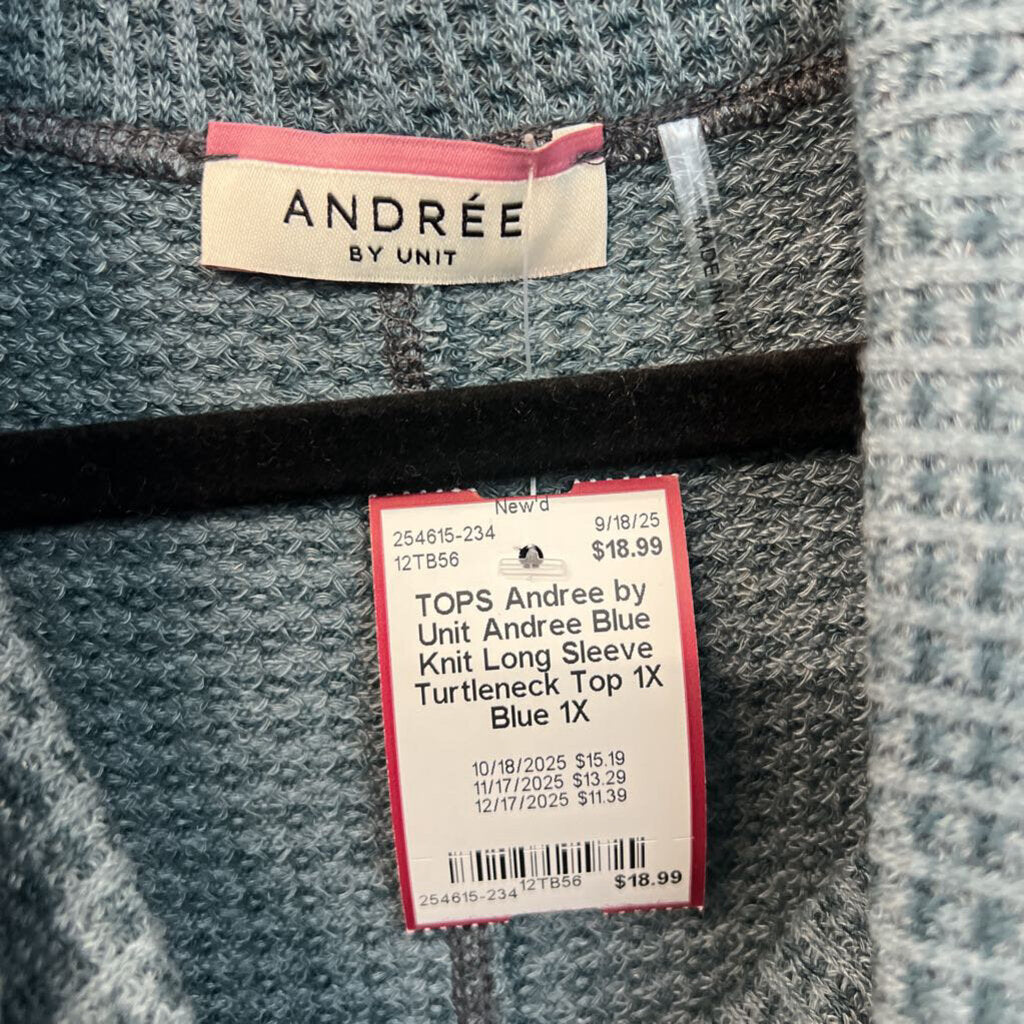 ANDRÉE
BY UNIT
MADE IN
New'd
254615-234 9/18/25
12TB56 $18.99
TOPS Andree by
Unit Andree Blue
Knit Long Sleeve
Turtleneck Top 1X
Blue 1X
10/18/2025 $15.19
11/17/2025 $13.29
12/17/2025 $11.39
254615-234 12TB56 $18.99